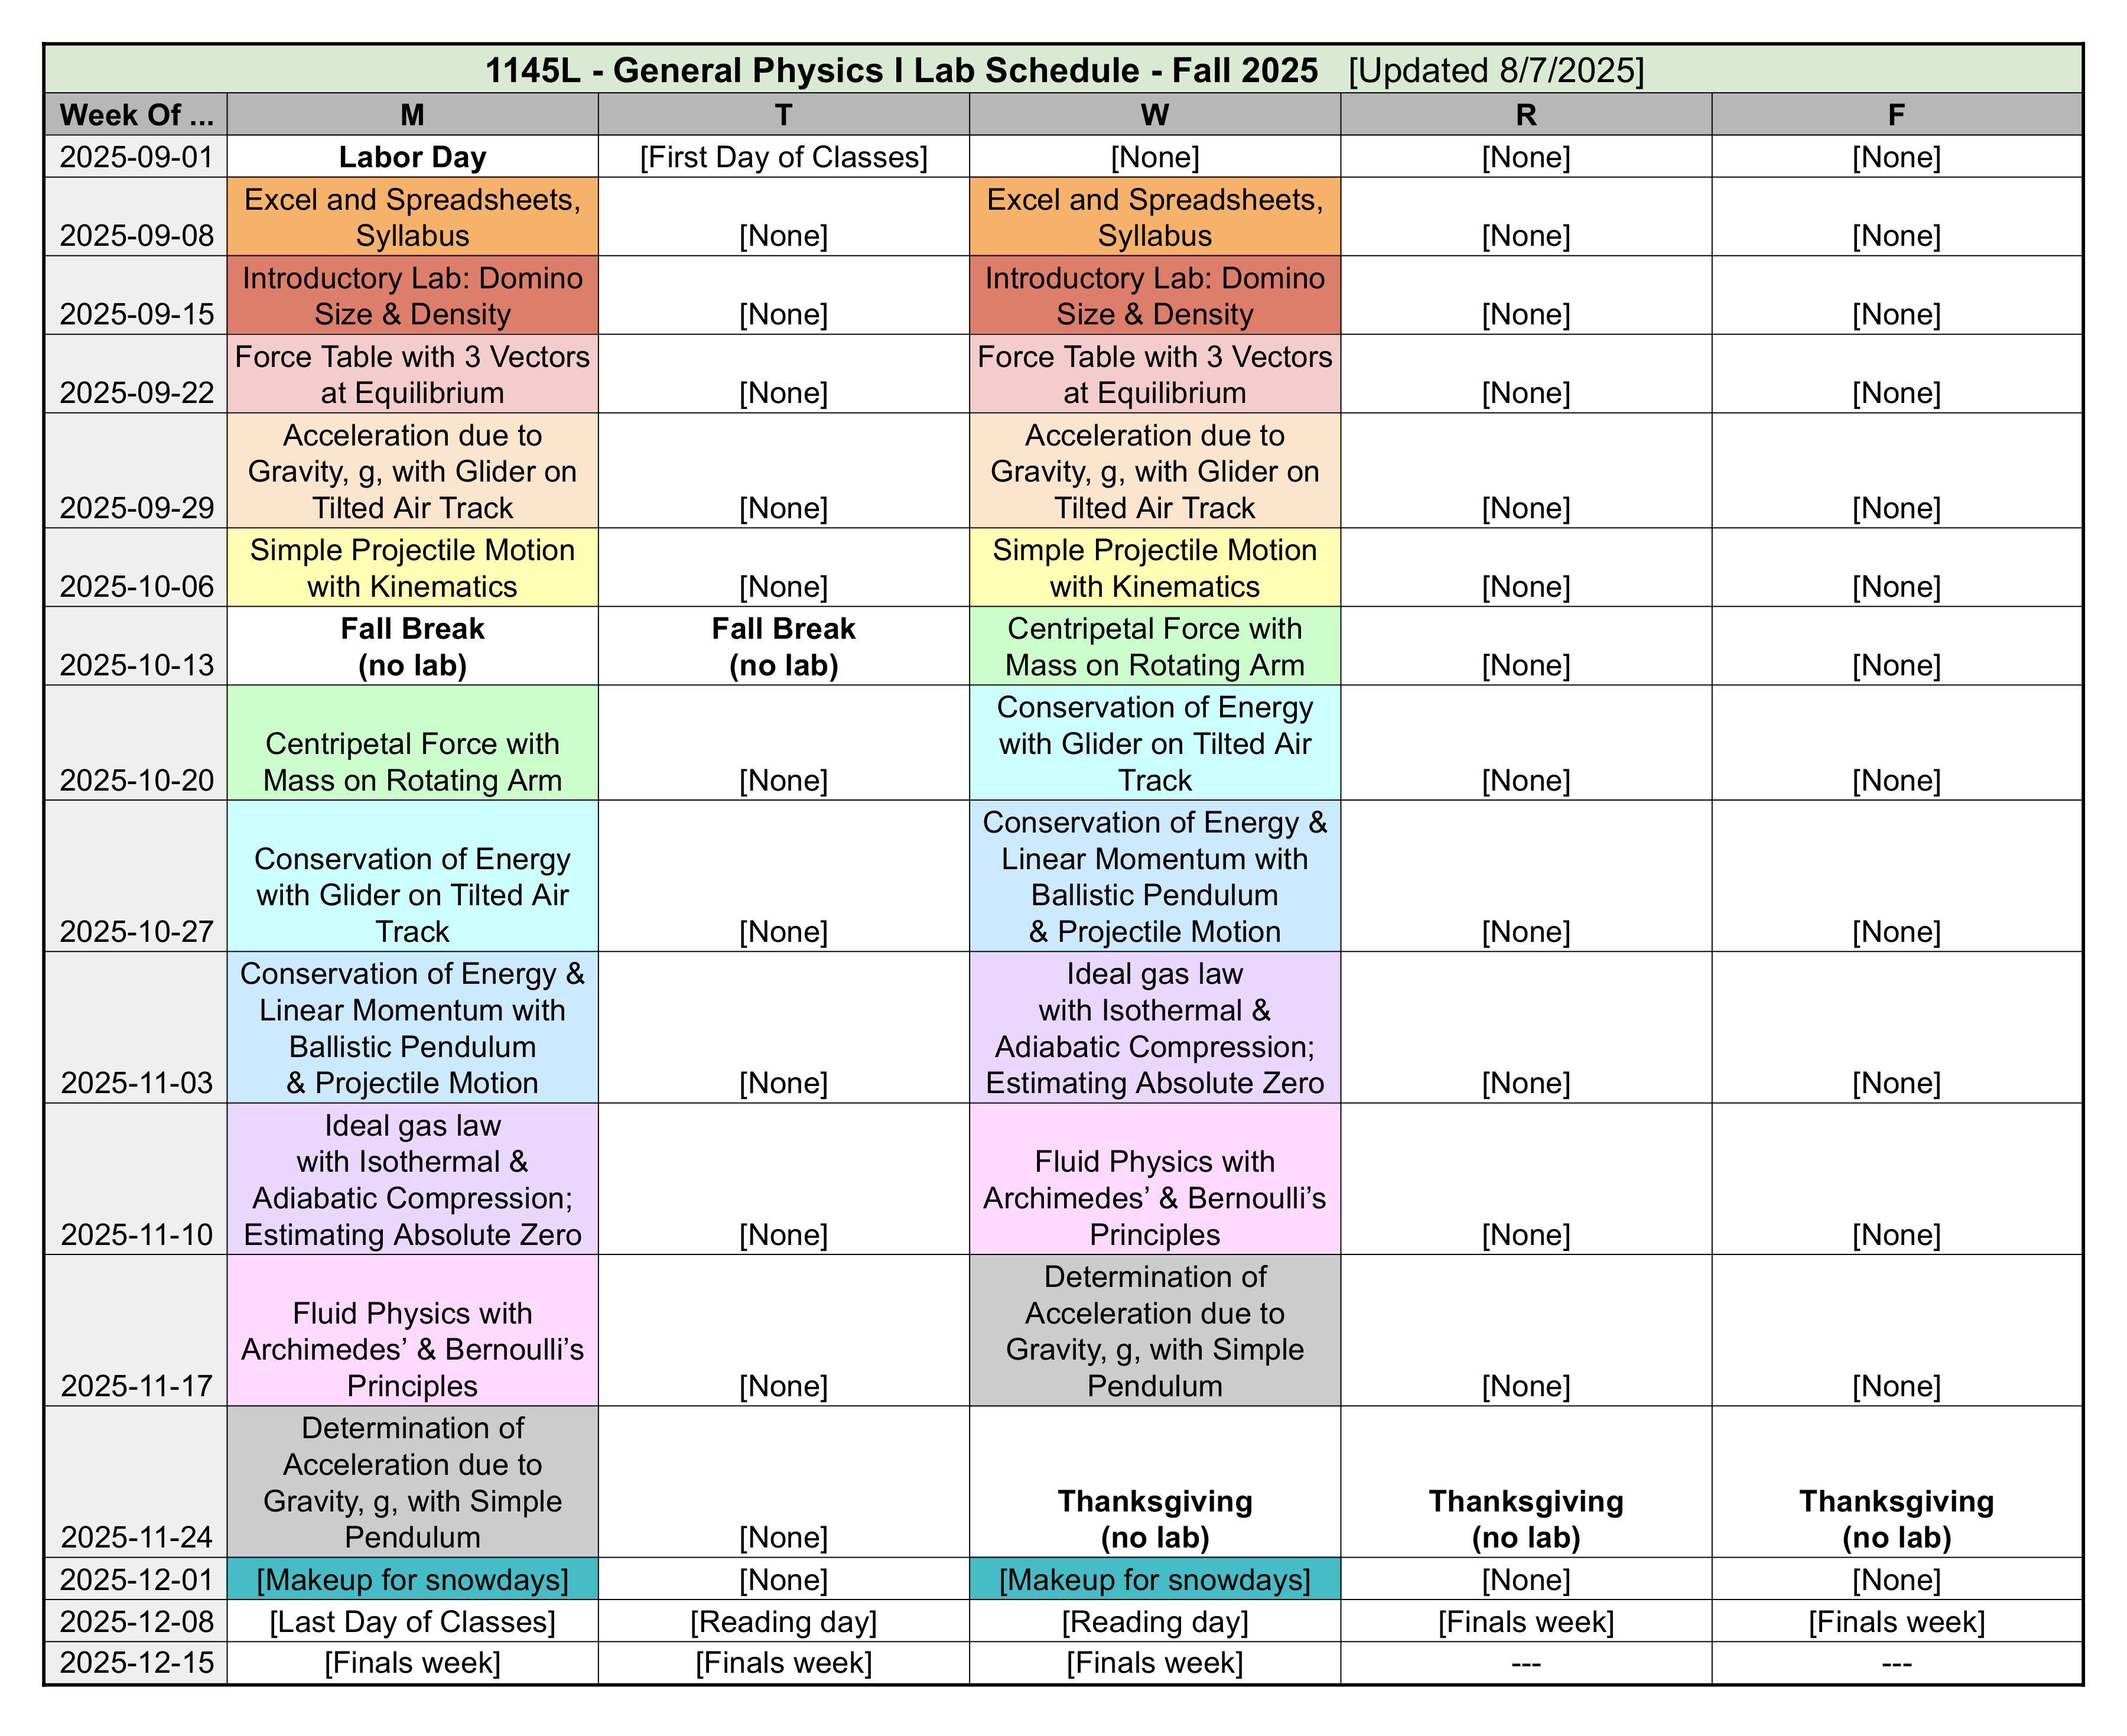 1145L - General Physics I Lab Schedule - Fall 2025 [Updated 8/7/2025]
Week Of ... M T W R F
2025-09-01 Labor Day [First Day of Classes] [None] [None] [None]
Excel and Spreadsheets, Excel and Spreadsheets,
2025-09-08 Syllabus [None] Syllabus [None] [None]
Introductory Lab: Domino Introductory Lab: Domino
2025-09-15 Size & Density [None] Size & Density [None] [None]
Force Table with 3 Vectors Force Table with 3 Vectors
2025-09-22 at Equilibrium [None] at Equilibrium [None] [None]
Acceleration due to Acceleration due to
Gravity, g, with Glider on Gravity, g, with Glider on
2025-09-29 Tilted Air Track [None] Tilted Air Track [None] [None]
Simple Projectile Motion Simple Projectile Motion
2025-10-06 with Kinematics [None] with Kinematics [None] [None]
Fall Break Fall Break Centripetal Force with
2025-10-13 (no lab) (no lab) Mass on Rotating Arm [None] [None]
Conservation of Energy
Centripetal Force with with Glider on Tilted Air
2025-10-20 Mass on Rotating Arm [None] Track [None] [None]
Conservation of Energy &
Conservation of Energy Linear Momentum with
with Glider on Tilted Air Ballistic Pendulum
2025-10-27 Track [None] & Projectile Motion [None] [None]
Conservation of Energy & Ideal gas law
Linear Momentum with with Isothermal &
Ballistic Pendulum Adiabatic Compression;
2025-11-03 & Projectile Motion [None] Estimating Absolute Zero [None] [None]
Ideal gas law
with Isothermal & Fluid Physics with
Adiabatic Compression; Archimedes’ & Bernoulli’s
2025-11-10 Estimating Absolute Zero [None] Principles [None] [None]
Determination of
Fluid Physics with Acceleration due to
Archimedes’ & Bernoulli’s Gravity, g, with Simple
2025-11-17 Principles [None] Pendulum [None] [None]
Determination of
Acceleration due to
Gravity, g, with Simple Thanksgiving Thanksgiving Thanksgiving
2025-11-24 Pendulum [None] (no lab) (no lab) (no lab)
2025-12-01 [Makeup for snowdays] [None] [Makeup for snowdays] [None] [None]
2025-12-08 [Last Day of Classes] [Reading day] [Reading day] [Finals week] [Finals week]
2025-12-15 [Finals week] [Finals week] [Finals week] --- ---